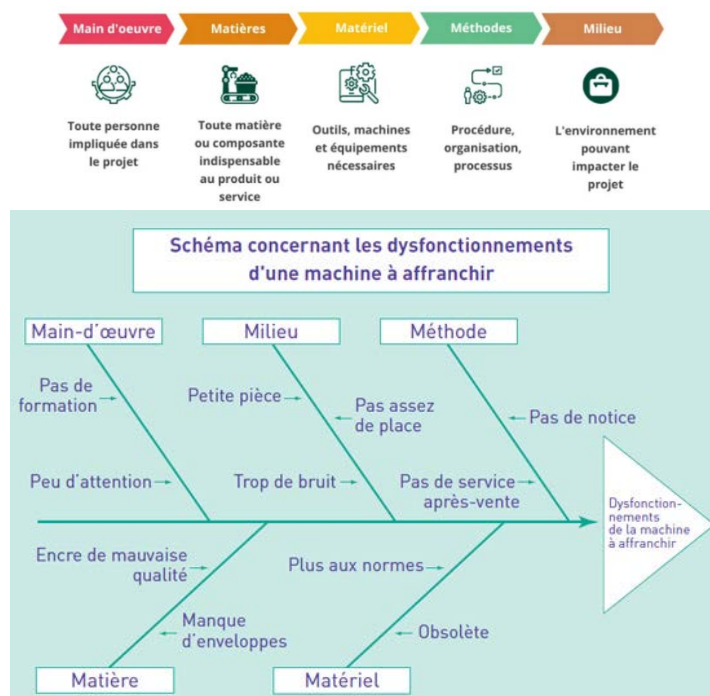 Main d'oeuvre
Matières
Matériel
Méthodes
Milieu
Toute personne
impliquée dans
le projet
Toute matière
ou composante
indispensable
au produit ou
service
Outils, machines
et équipements
nécessaires
Procédure,
organisation,
processus
L'environnement
pouvant
impacter le
projet
Schéma concernant les dysfonctionnements
d'une machine à affranchir
Main-d'œuvre
Milieu
Méthode
Pas de
formation
Petite pièce
Pas assez
de place
Pas de notice
Peu d'attention
Trop de bruit
Pas de service
après-vente
Dysfonction-
nements
de la machine
à affranchir
Encre de mauvaise
qualité
Plus aux normes
Manque
d'enveloppes
Obsolète
Matière
Matériel